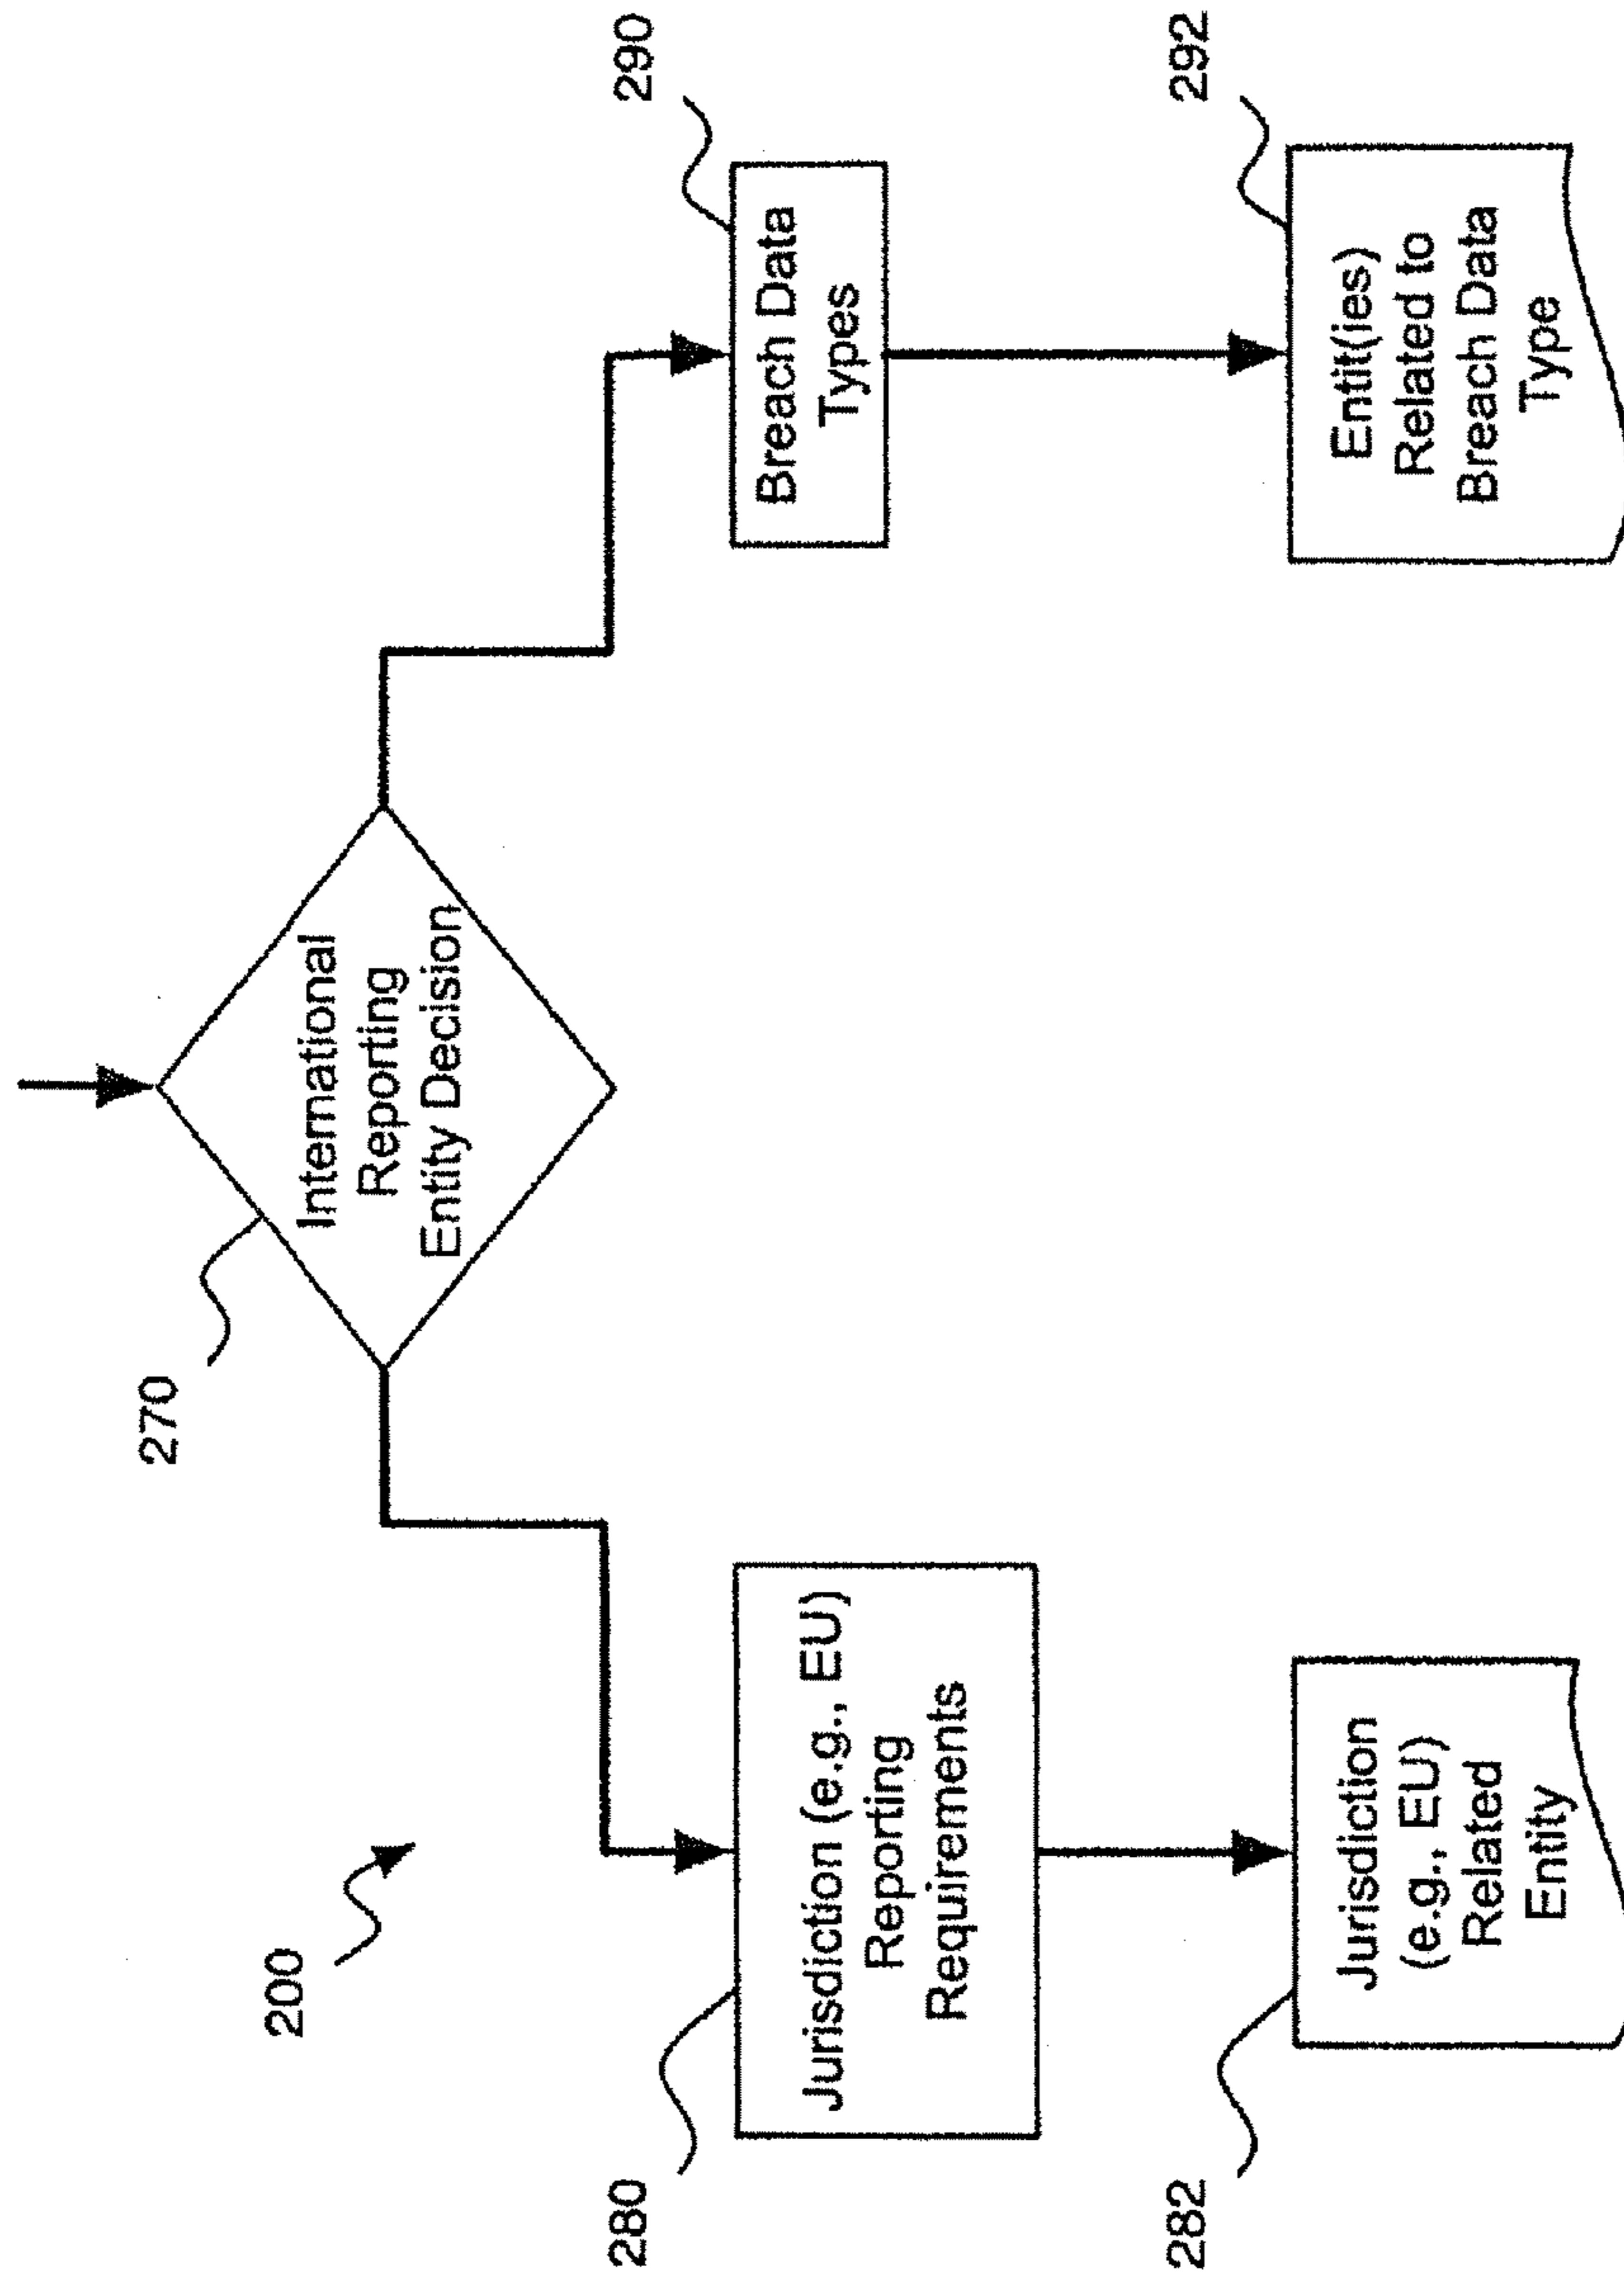 270
International
Reporting
Entity Decision
200
280
Jurisdiction (e.g., EU)
Reporting
Requirements
290
Breach Data
Types
282
Jurisdiction
(e.g., EU)
Related
Entity
292
Entit(ies)
Related to
Breach Data
Type